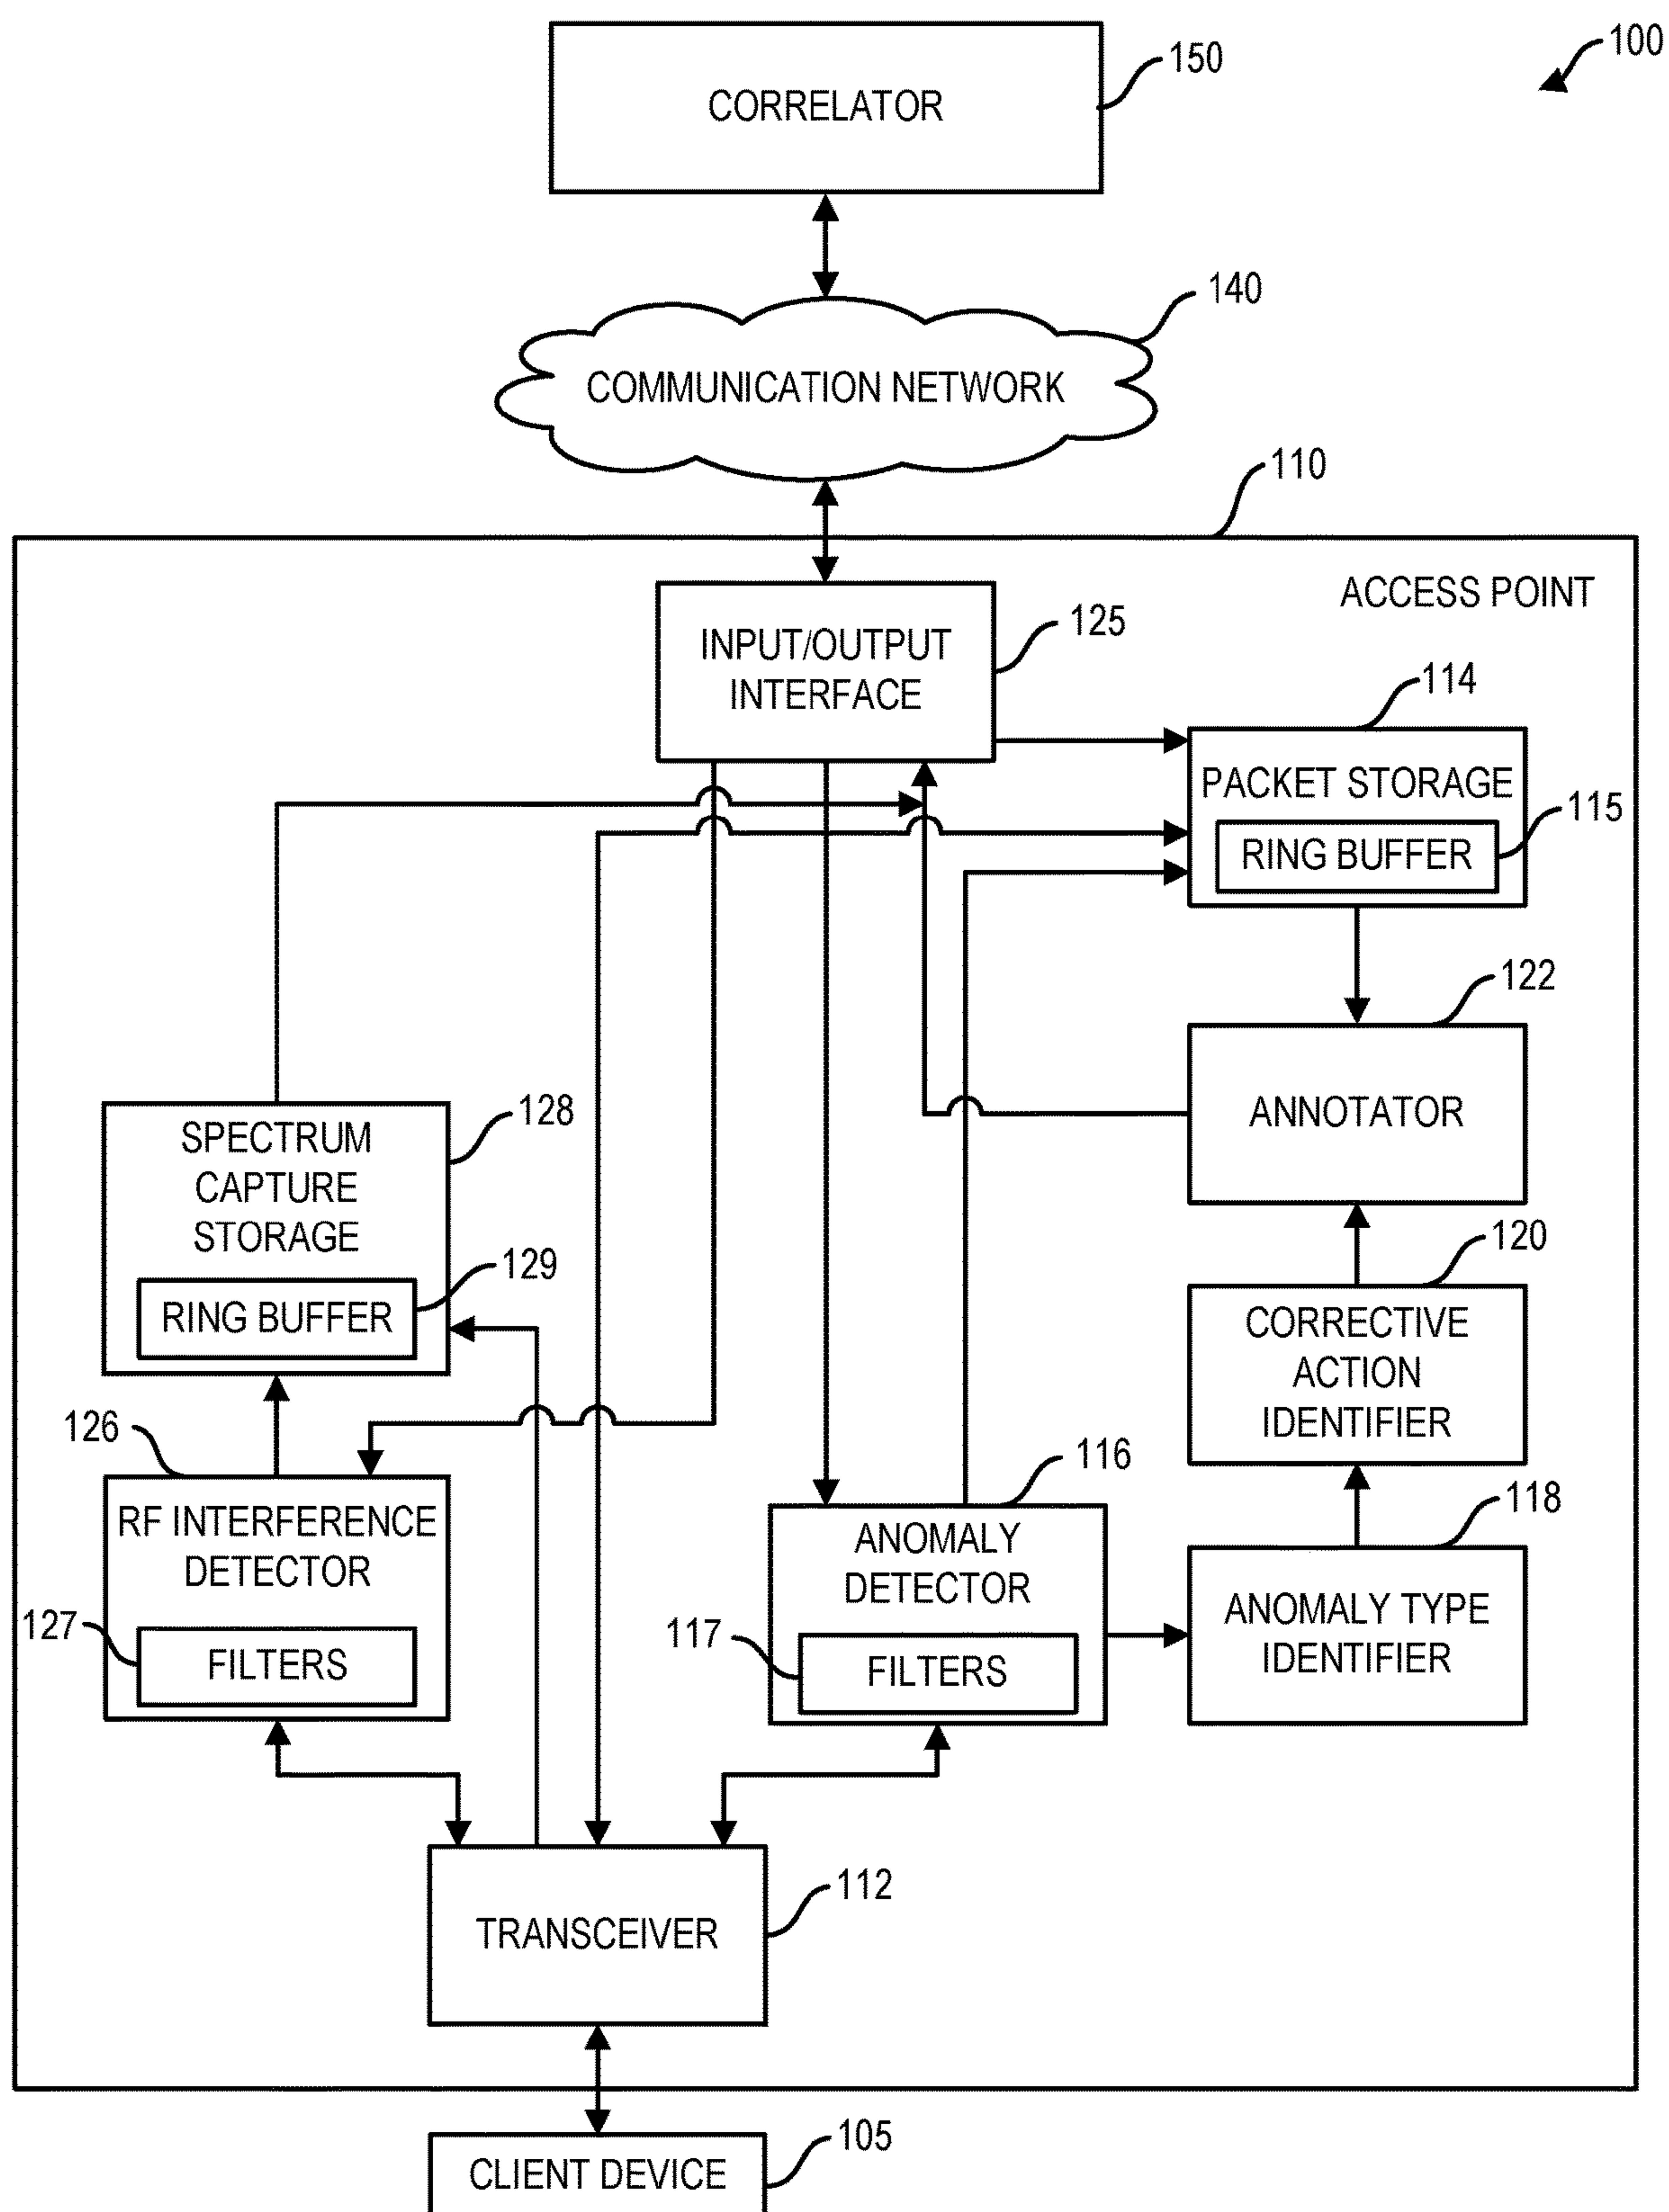 100
150
CORRELATOR
140
COMMUNICATION NETWORK
110
ACCESS POINT
125
INPUT/OUTPUT
INTERFACE
114
PACKET STORAGE
115
RING BUFFER
122
ANNOTATOR
128
SPECTRUM
CAPTURE
STORAGE
129
RING BUFFER
120
CORRECTIVE
ACTION
IDENTIFIER
126
RF INTERFERENCE
DETECTOR
127
FILTERS
116
ANOMALY
DETECTOR
117
FILTERS
118
ANOMALY TYPE
IDENTIFIER
112
TRANSCEIVER
105
CLIENT DEVICE